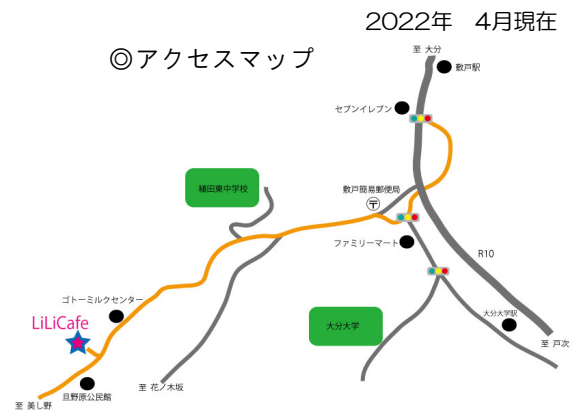 2022年　4月現在
◎アクセスマップ
至 大分
敷戸駅
セブンイレブン
稙田東中学校
敷戸簡易郵便局
〒
ファミリーマート
R10
ゴトーミルクセンター
LiLiCafe
大分大学
大分大学駅
至 戸次
旦野原公民館
至 花ノ木坂
至 美し野